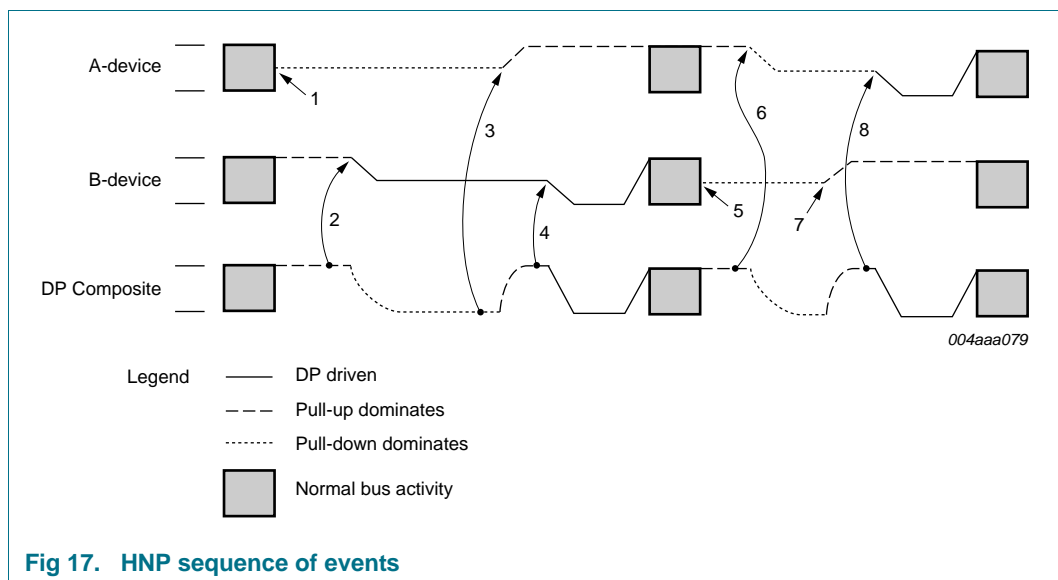 A-device
1
3
6
8
B-device
2
4
5
7
DP Composite
004aaa079
Legend
DP driven
Pull-up dominates
Pull-down dominates
Normal bus activity
Fig 17. HNP sequence of events